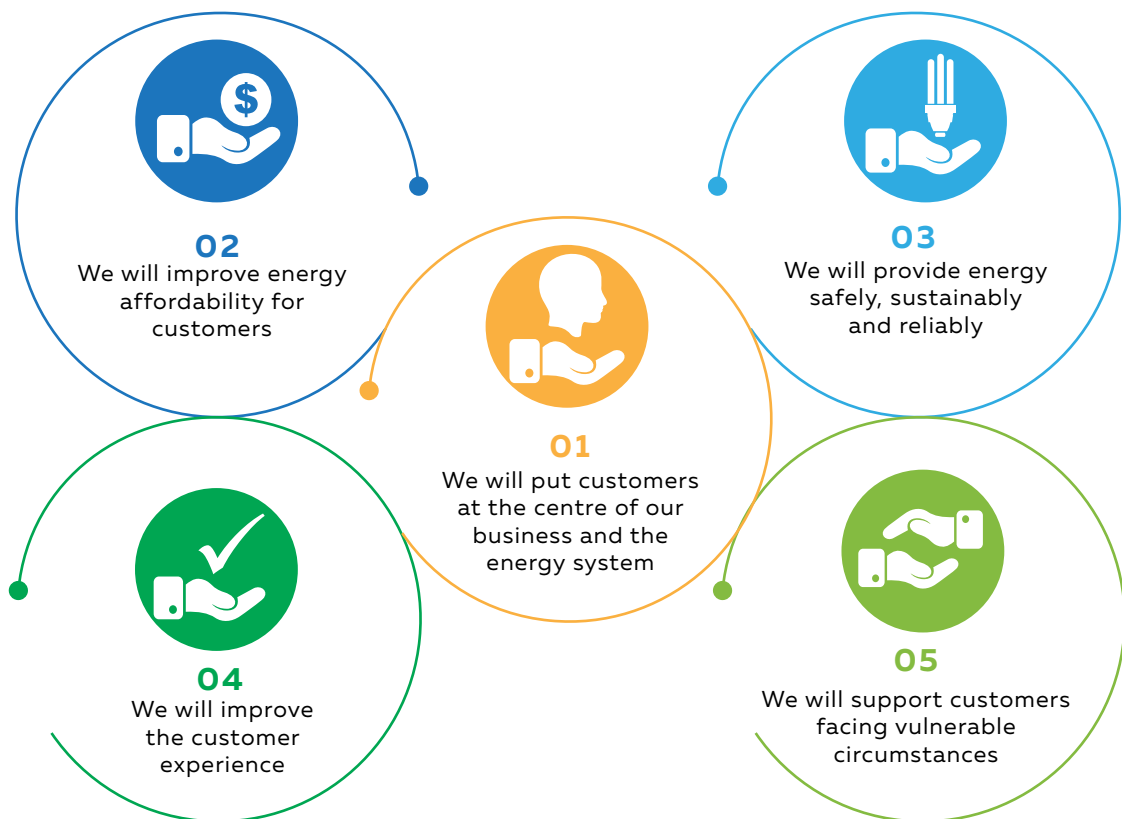 $
02
We will improve energy
affordability for
customers
03
We will provide energy
safely, sustainably
and reliably
01
We will put customers
at the centre of our
business and the
energy system
04
We will improve
the customer
experience
05
We will support customers
facing vulnerable
circumstances